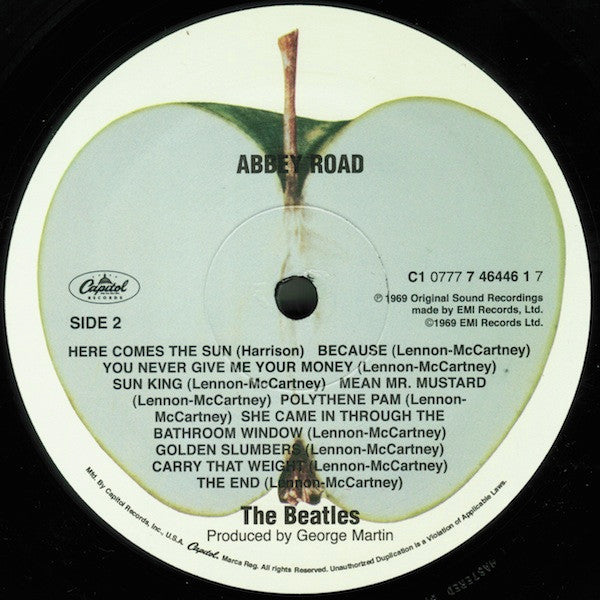 ABBEY ROAD
C1 0777 7 46446 1 7
Capitol
RECORDS
℗ 1969 Original Sound Recordings
made by EMI Records, Ltd.
©1969 EMI Records Ltd.
SIDE 2
HERE COMES THE SUN (Harrison) BECAUSE (Lennon-McCartney)
YOU NEVER GIVE ME YOUR MONEY (Lennon-McCartney)
SUN KING (Lennon-McCartney) MEAN MR. MUSTARD
(Lennon-McCartney) POLYTHENE PAM (Lennon-
McCartney) SHE CAME IN THROUGH THE
BATHROOM WINDOW (Lennon-McCartney)
GOLDEN SLUMBERS (Lennon-McCartney)
CARRY THAT WEIGHT (Lennon-McCartney)
THE END (Lennon-McCartney)
The Beatles
Produced by George Martin
Mfd. By Capitol Records, Inc., U.S.A. Capitol. Marca Reg. All rights Reserved. Unauthorized Duplication is a Violation of Applicable Laws.
MASTERED